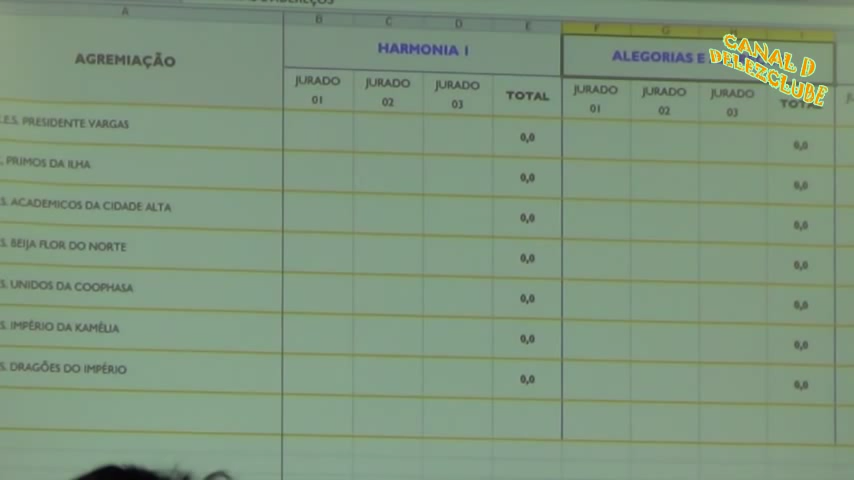 A B C D E F G H I
AGREMIAÇÃO HARMONIA I ALEGORIAS E
CANAL D
DELEZCLUBE
JURADO 01 JURADO 02 JURADO 03 TOTAL JURADO 01 JURADO 02 JURADO 03 TOTAL
.E.S. PRESIDENTE VARGAS 0,0 0,0
. PRIMOS DA ILHA 0,0 0,0
S. ACADEMICOS DA CIDADE ALTA 0,0 0,0
S. BEIJA FLOR DO NORTE 0,0 0,0
S. UNIDOS DA COOPHASA 0,0 0,0
S. IMPÉRIO DA KAMÉLIA 0,0 0,0
S. DRAGÕES DO IMPÉRIO 0,0 0,0